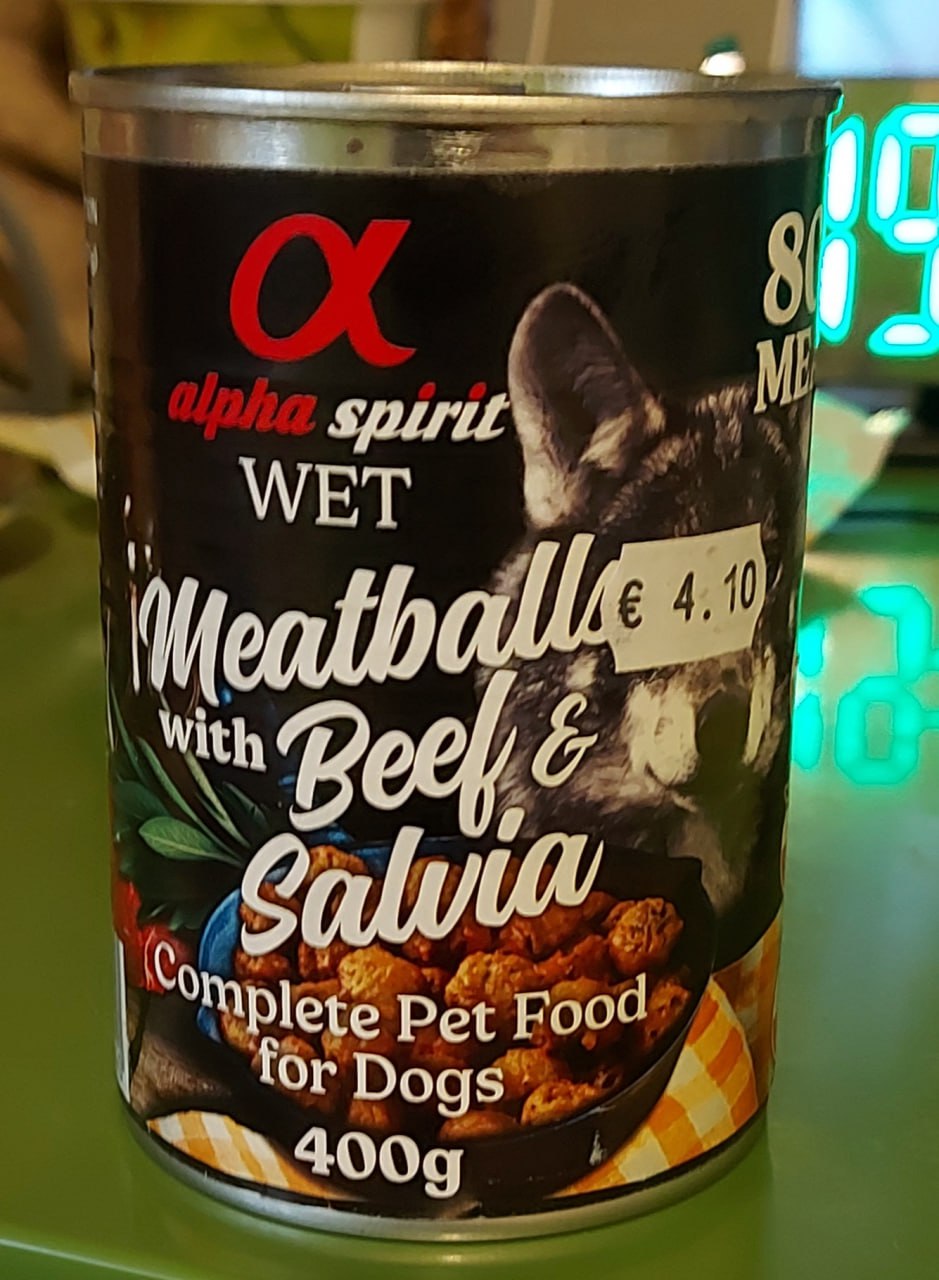 α
alpha spirit
WET
Meatballs
€ 4.10
with Beef &
Salvia
Complete Pet Food
for Dogs
400g